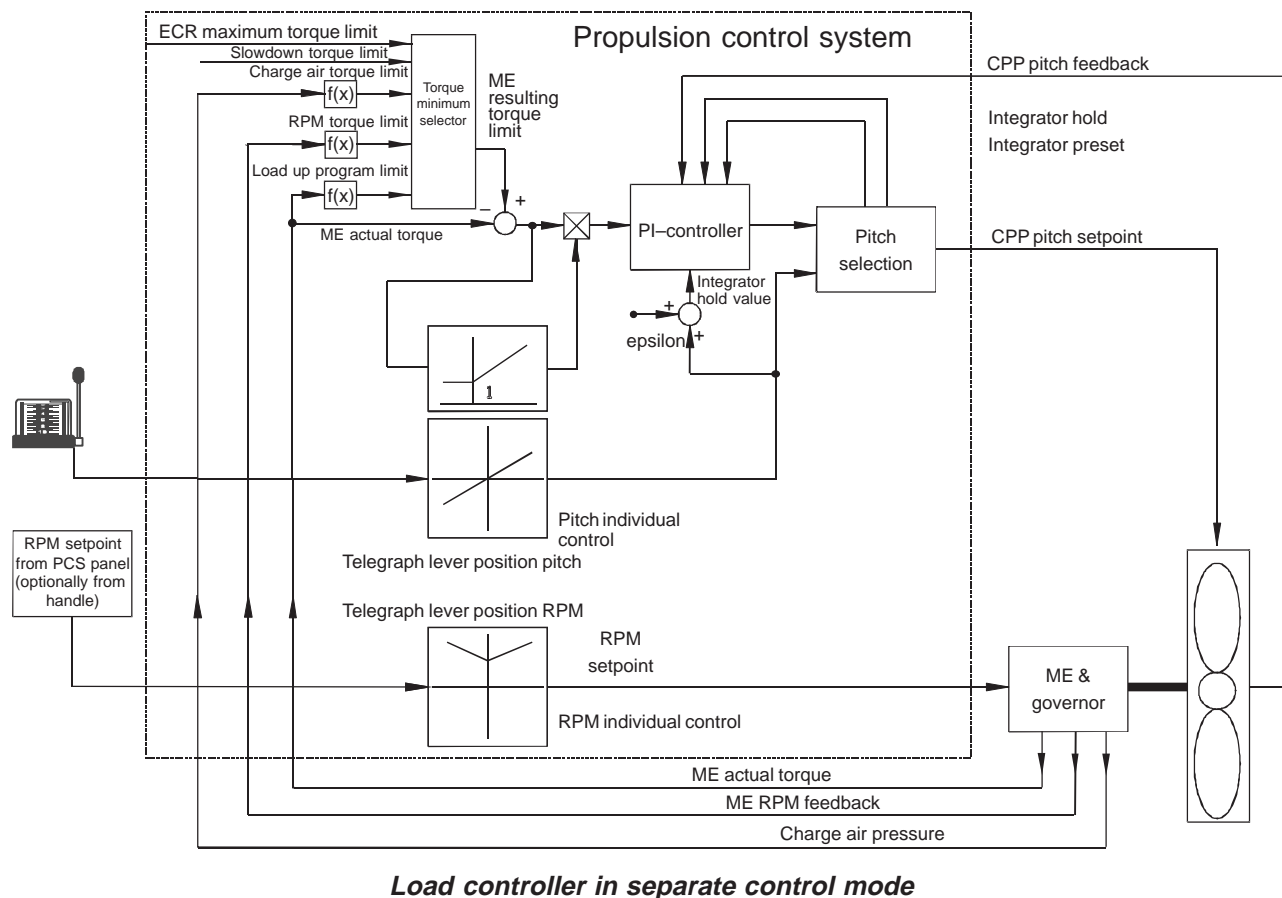 ECR maximum torque limit
Slowdown torque limit
Charge air torque limit
f(x)
RPM torque limit
f(x)
Load up program limit
f(x)
Torque
minimum
selector
ME
resulting
torque
limit
Propulsion control system
CPP pitch feedback
Integrator hold
Integrator preset
–
+
ME actual torque
PI–controller
Pitch
selection
CPP pitch setpoint
Integrator
hold value
+
epsilon
+
1
Pitch individual
control
Telegraph lever position pitch
RPM setpoint
from PCS panel
(optionally from
handle)
Telegraph lever position RPM
RPM
setpoint
RPM individual control
ME &
governor
ME actual torque
ME RPM feedback
Charge air pressure
Load controller in separate control mode